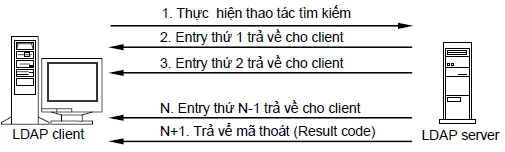 1. Thực hiện thao tác tìm kiếm
2. Entry thứ 1 trả về cho client
3. Entry thứ 2 trả về cho client
N. Entry thứ N-1 trả về cho client
N+1. Trả vể mã thoát (Result code)
LDAP client
LDAP server